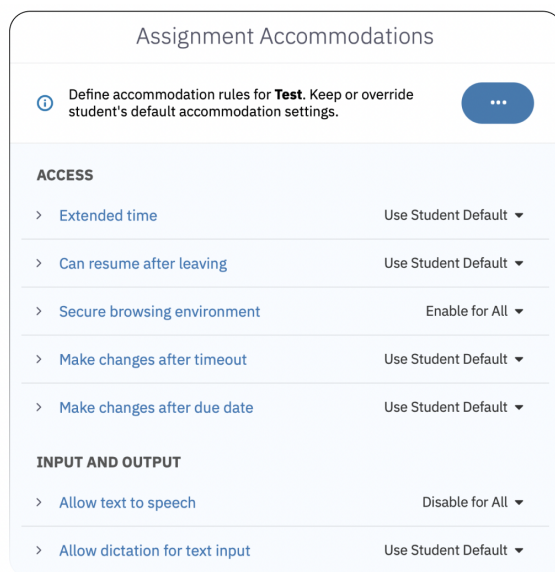 Assignment Accommodations
Define accommodation rules for Test. Keep or override
student's default accommodation settings.
ACCESS
Extended time Use Student Default
Can resume after leaving Use Student Default
Secure browsing environment Enable for All
Make changes after timeout Use Student Default
Make changes after due date Use Student Default
INPUT AND OUTPUT
Allow text to speech Disable for All
Allow dictation for text input Use Student Default